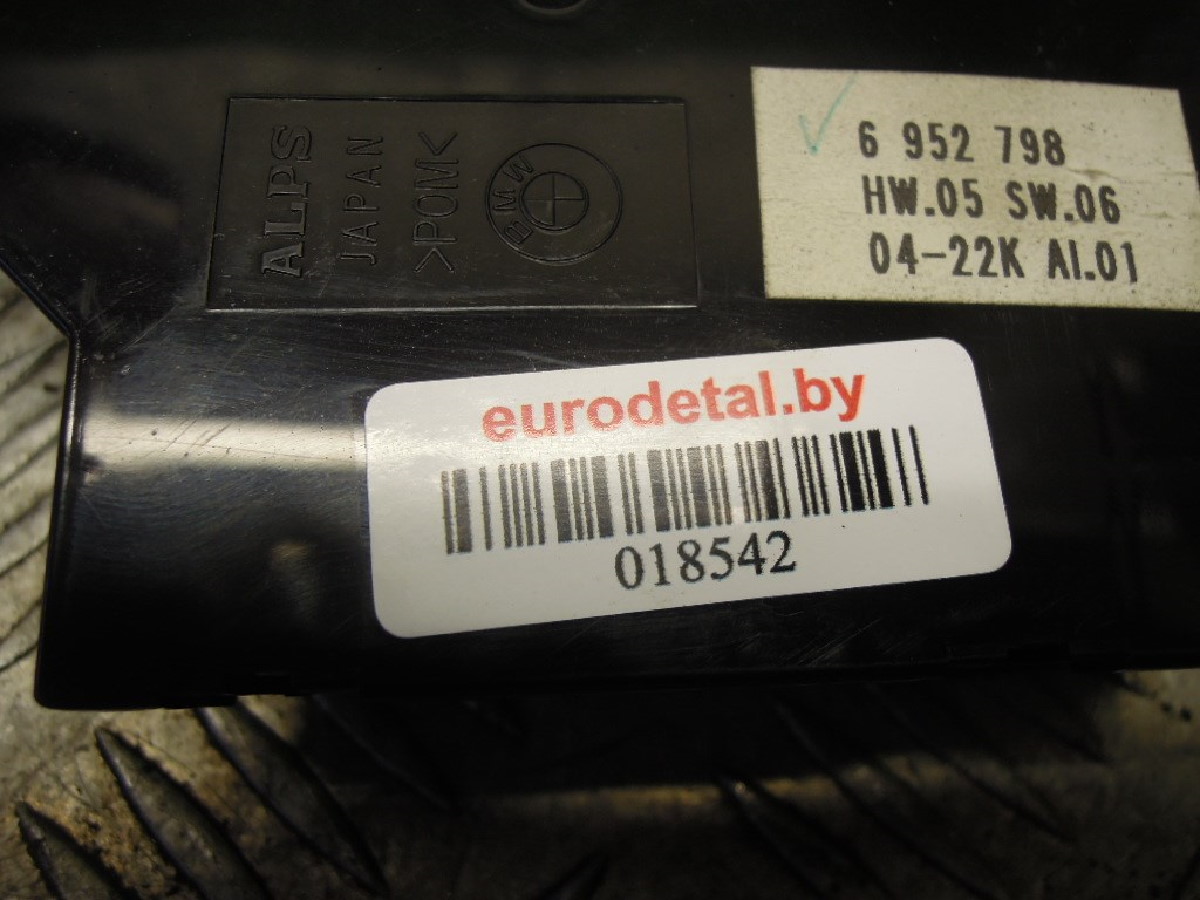 ALPS
JAPAN
>POM<
BMW
6 952 798
HW.05 SW.06
04-22K AI.01
eurodetal.by
018542